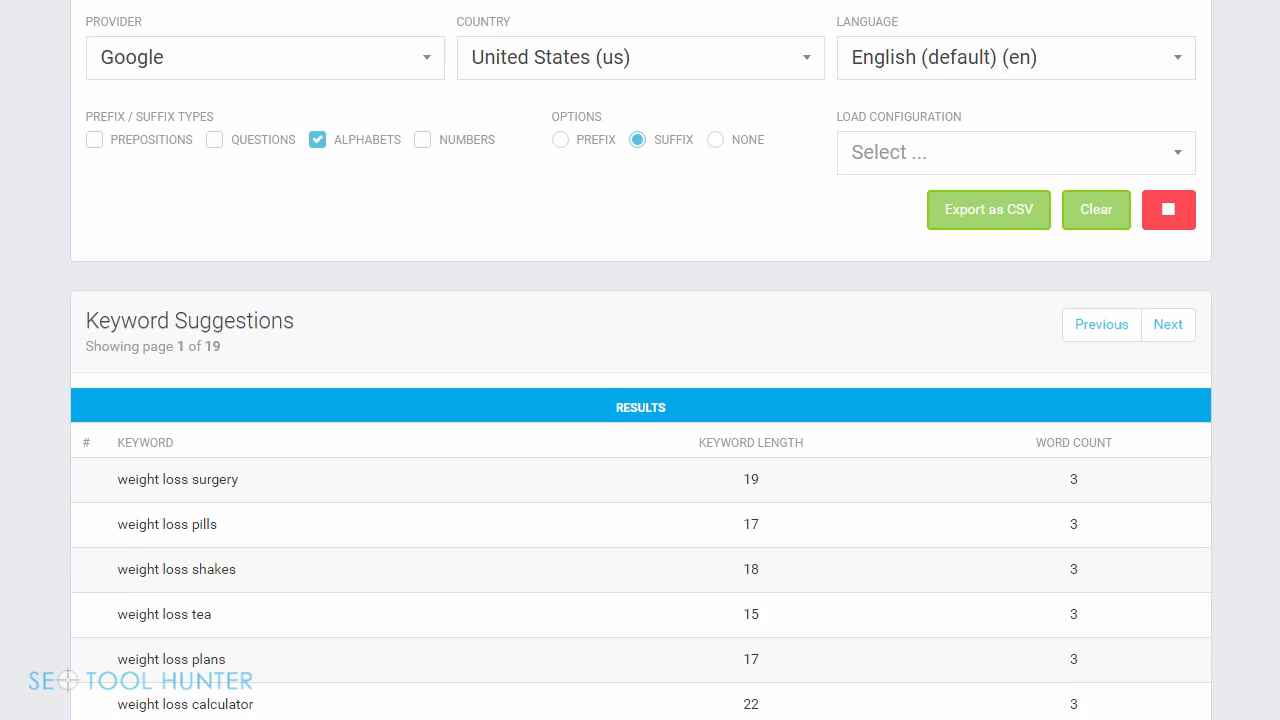 PROVIDER COUNTRY LANGUAGE
Google United States (us) English (default) (en)
PREFIX / SUFFIX TYPES OPTIONS LOAD CONFIGURATION
PREPOSITIONS QUESTIONS ALPHABETS NUMBERS PREFIX SUFFIX NONE
Select ...
Export as CSV Clear
Keyword Suggestions
Previous Next
Showing page 1 of 19
RESULTS
# KEYWORD KEYWORD LENGTH WORD COUNT
weight loss surgery 19 3
weight loss pills 17 3
weight loss shakes 18 3
weight loss tea 15 3
weight loss plans 17 3
SEO TOOL HUNTER
weight loss calculator 22 3